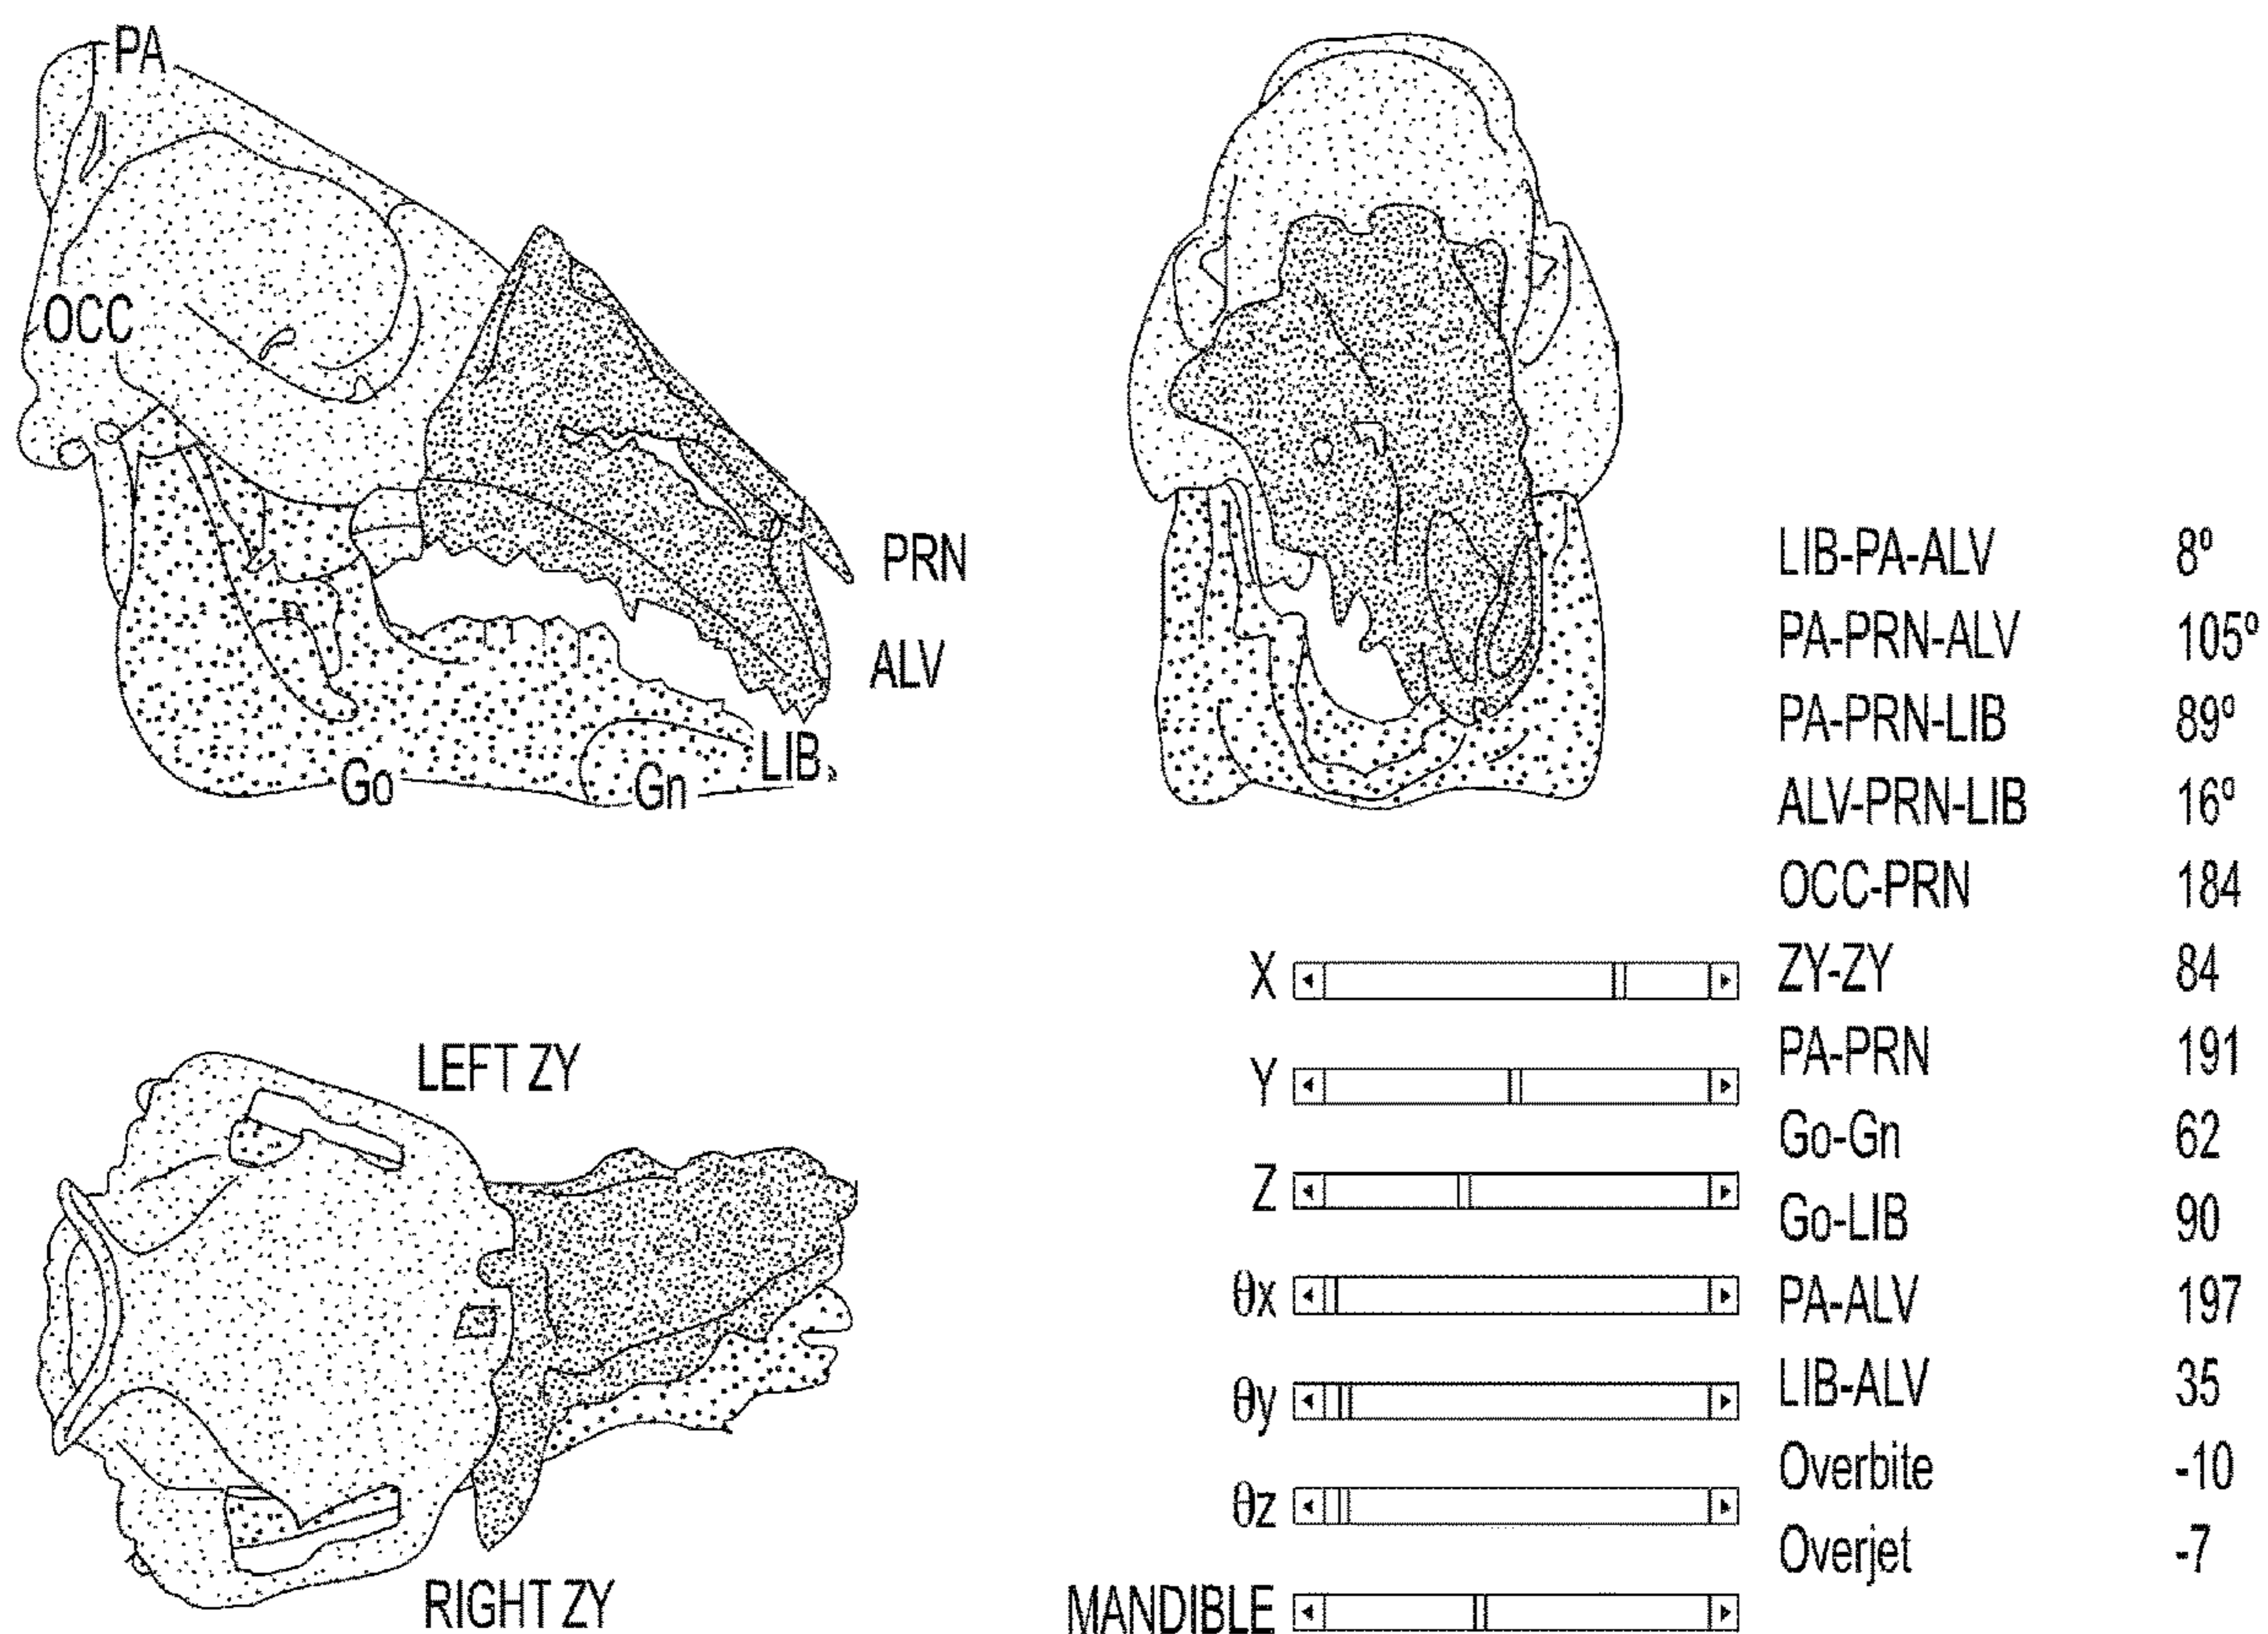 PA
OCC
PRN
ALV
LIB
Go
Gn
LEFT ZY
RIGHT ZY
X
Y
Z
θx
θy
θz
MANDIBLE
LIB-PA-ALV 8º
PA-PRN-ALV 105º
PA-PRN-LIB 89º
ALV-PRN-LIB 16º
OCC-PRN 184
ZY-ZY 84
PA-PRN 191
Go-Gn 62
Go-LIB 90
PA-ALV 197
LIB-ALV 35
Overbite -10
Overjet -7